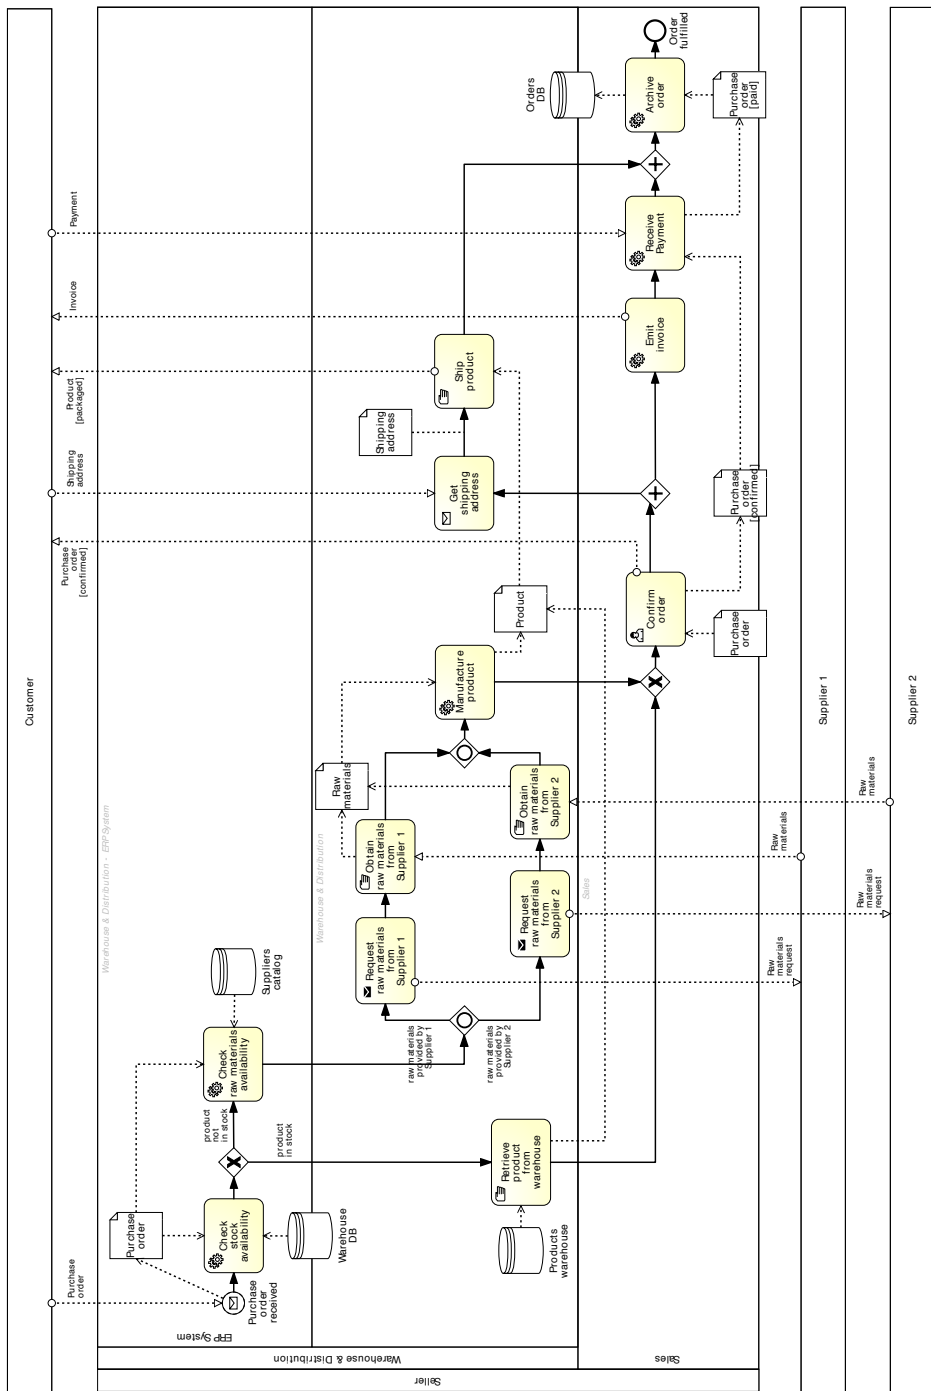 Customer
Purchase
order
Payment
Invoice
Product
[packaged]
Shipping
address
Purchase
order
[confirmed]
Seller
Warehouse & Distribution
ERP System
Sales
Warehouse & Distribution - ERP System
Warehouse & Distribution
Sales
Purchase
order
received
Purchase
order
Check
stock
availability
Warehouse
DB
product
not
in stock
product
in stock
Check
raw materials
availability
Suppliers
catalog
Retrieve
product
from
warehouse
Products
warehouse
raw materials
provided by
Supplier 1
raw materials
provided by
Supplier 2
Request
raw materials
from
Supplier 1
Request
raw materials
from
Supplier 2
Obtain
raw materials
from
Supplier 1
Obtain
raw materials
from
Supplier 2
Raw
materials
Manufacture
product
Product
Confirm
order
Purchase
order
Purchase
order
[confirmed]
Get
shipping
address
Shipping
address
Ship
product
Emit
invoice
Receive
Payment
Purchase
order
[paid]
Archive
order
Orders
DB
Order
fulfilled
Raw
materials
request
Raw
materials
Raw
materials
request
Raw
materials
Supplier 1
Supplier 2